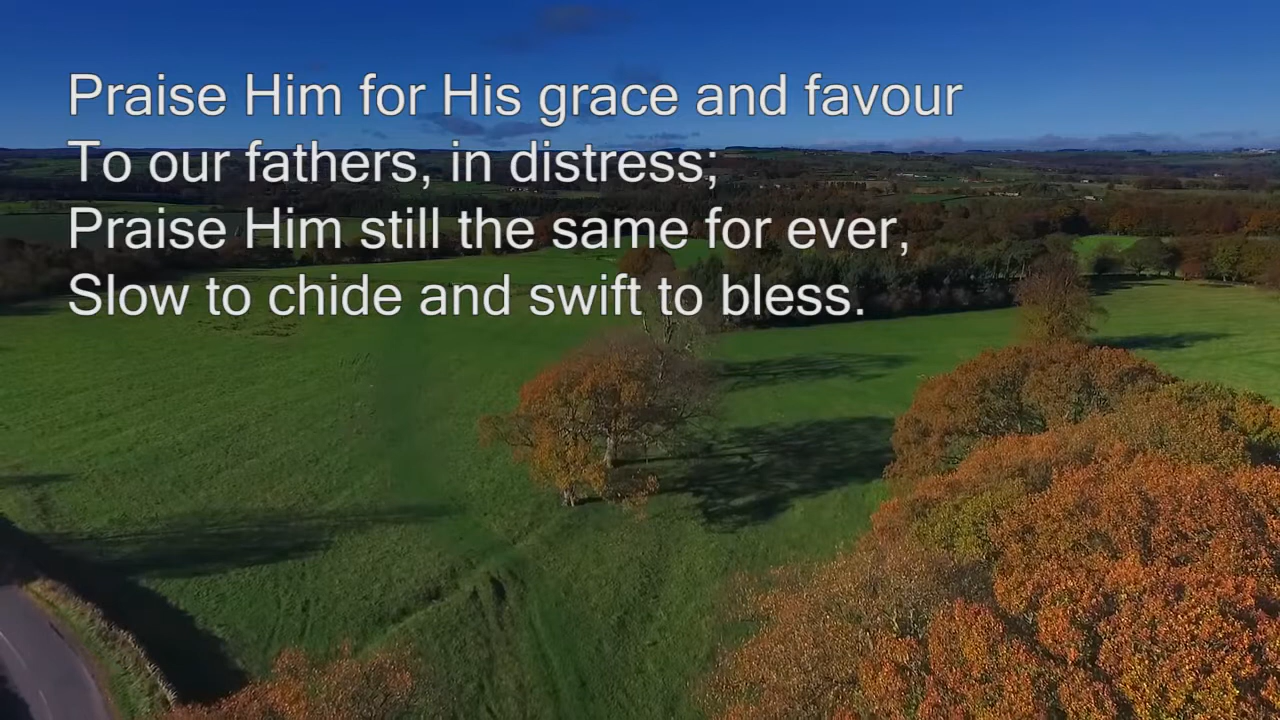 Praise Him for His grace and favour
To our fathers, in distress;
Praise Him still the same for ever,
Slow to chide and swift to bless.